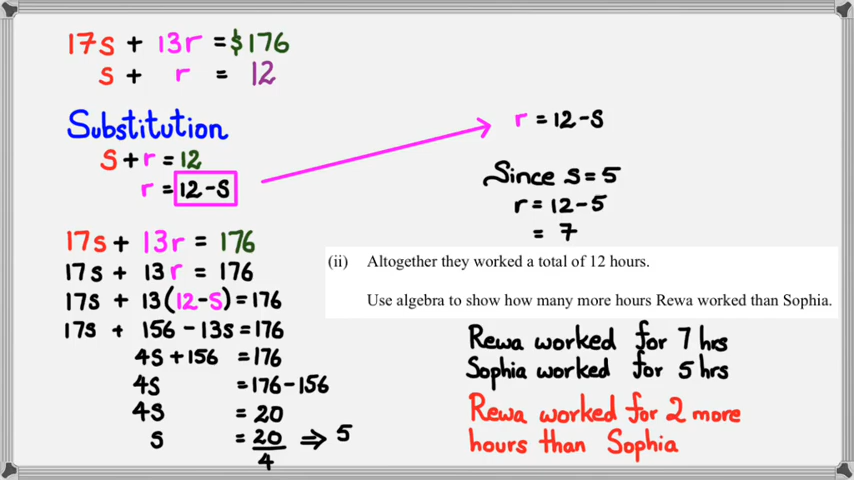 17s + 13r = $176
s + r = 12
Substitution
s + r = 12
r = 12 - s
17s + 13r = 176
17s + 13r = 176
17s + 13(12 - s) = 176
17s + 156 - 13s = 176
4s + 156 = 176
4s = 176 - 156
4s = 20
s = 20/4 ⇒ 5
r = 12 - s
Since s = 5
r = 12 - 5
= 7
(ii) Altogether they worked a total of 12 hours.
Use algebra to show how many more hours Rewa worked than Sophia.
Rewa worked for 7 hrs
Sophia worked for 5 hrs
Rewa worked for 2 more
hours than Sophia